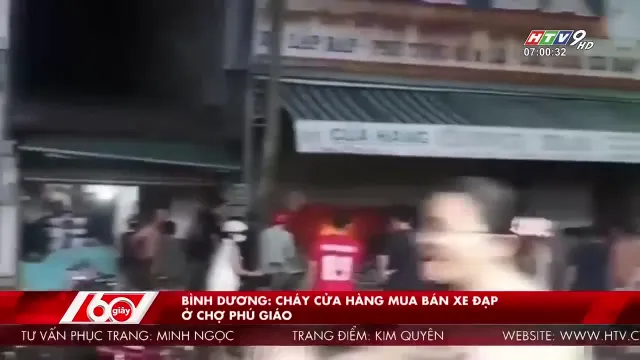 HTV9 HD
07:00:32
CỬA HÀNG
60 giây
BÌNH DƯƠNG: CHÁY CỬA HÀNG MUA BÁN XE ĐẠP
Ở CHỢ PHÚ GIÁO
TƯ VẤN PHỤC TRANG: MINH NGỌC TRANG ĐIỂM: KIM QUYÊN WEBSITE: WWW.HTV.C